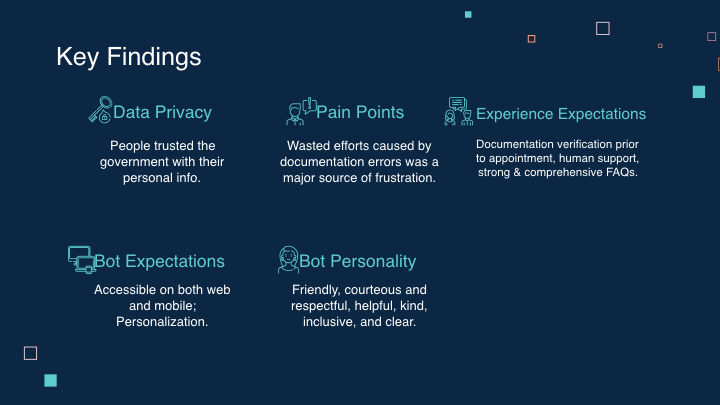 Key Findings
Data Privacy
People trusted the
government with their
personal info.
Pain Points
Wasted efforts caused by
documentation errors was a
major source of frustration.
Experience Expectations
Documentation verification prior
to appointment, human support,
strong & comprehensive FAQs.
Bot Expectations
Accessible on both web
and mobile;
Personalization.
Bot Personality
Friendly, courteous and
respectful, helpful, kind,
inclusive, and clear.